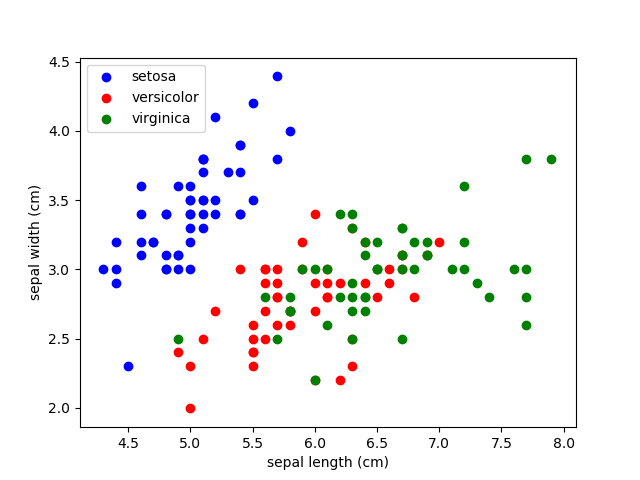 setosa
versicolor
virginica
4.5
4.0
3.5
3.0
2.5
2.0
sepal width (cm)
4.5 5.0 5.5 6.0 6.5 7.0 7.5 8.0
sepal length (cm)